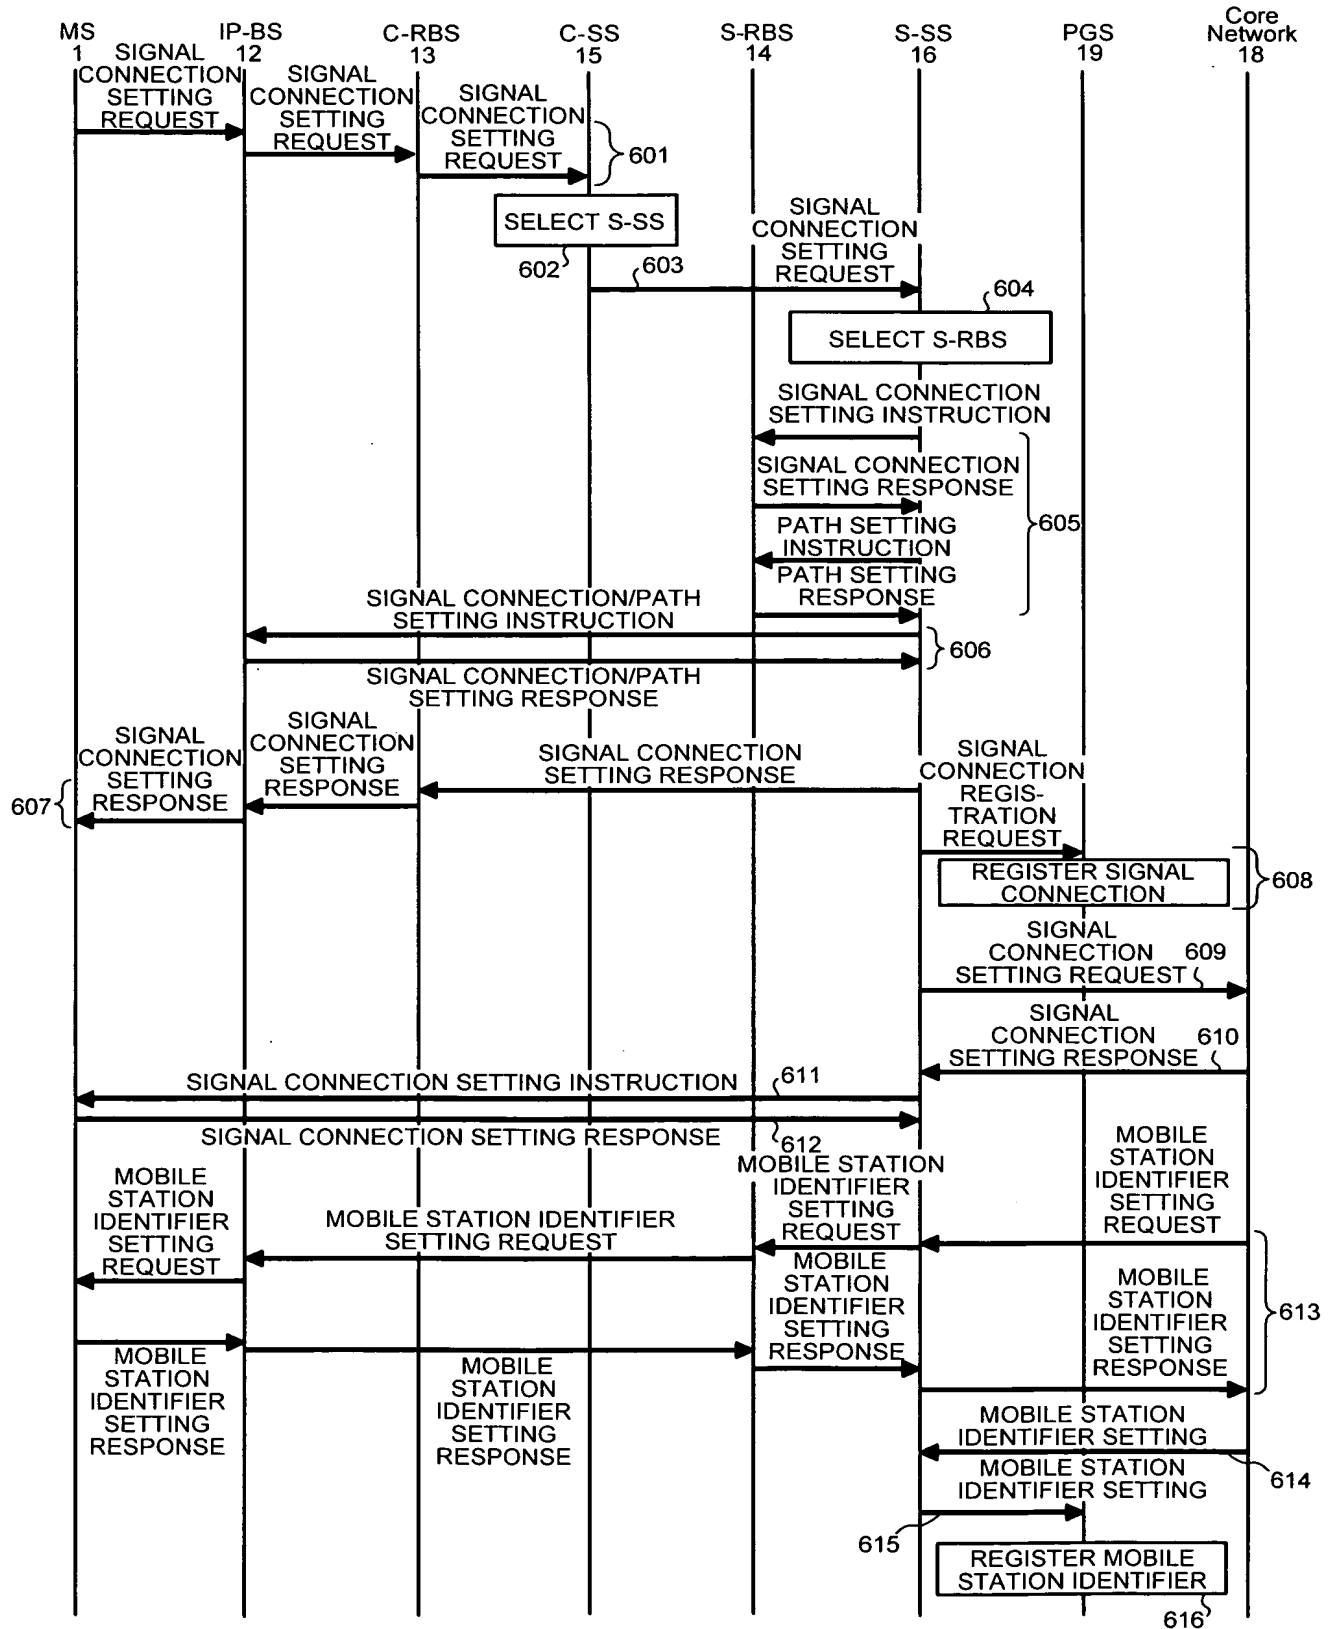 MS
1
IP-BS
12
C-RBS
13
C-SS
15
S-RBS
14
S-SS
16
PGS
19
Core
Network
18
SIGNAL
CONNECTION
SETTING
REQUEST
SIGNAL
CONNECTION
SETTING
REQUEST
SIGNAL
CONNECTION
SETTING
REQUEST
601
SELECT S-SS
602
603
SIGNAL
CONNECTION
SETTING
REQUEST
604
SELECT S-RBS
SIGNAL CONNECTION
SETTING INSTRUCTION
SIGNAL CONNECTION
SETTING RESPONSE
PATH SETTING
INSTRUCTION
PATH SETTING
RESPONSE
605
SIGNAL CONNECTION/PATH
SETTING INSTRUCTION
606
SIGNAL CONNECTION/PATH
SETTING RESPONSE
SIGNAL
CONNECTION
SETTING
RESPONSE
SIGNAL
CONNECTION
SETTING
RESPONSE
SIGNAL CONNECTION
SETTING RESPONSE
607
SIGNAL
CONNECTION
REGIS-
TRATION
REQUEST
REGISTER SIGNAL
CONNECTION
608
SIGNAL
CONNECTION
SETTING REQUEST
609
SIGNAL
CONNECTION
SETTING RESPONSE
610
SIGNAL CONNECTION SETTING INSTRUCTION
611
SIGNAL CONNECTION SETTING RESPONSE
612
MOBILE
STATION
IDENTIFIER
SETTING
REQUEST
MOBILE STATION
IDENTIFIER
SETTING
REQUEST
MOBILE STATION IDENTIFIER
SETTING REQUEST
MOBILE
STATION
IDENTIFIER
SETTING
REQUEST
MOBILE
STATION
IDENTIFIER
SETTING
RESPONSE
MOBILE
STATION
IDENTIFIER
SETTING
RESPONSE
MOBILE
STATION
IDENTIFIER
SETTING
RESPONSE
MOBILE
STATION
IDENTIFIER
SETTING
RESPONSE
613
MOBILE STATION
IDENTIFIER SETTING
614
MOBILE STATION
IDENTIFIER SETTING
615
REGISTER MOBILE
STATION IDENTIFIER
616